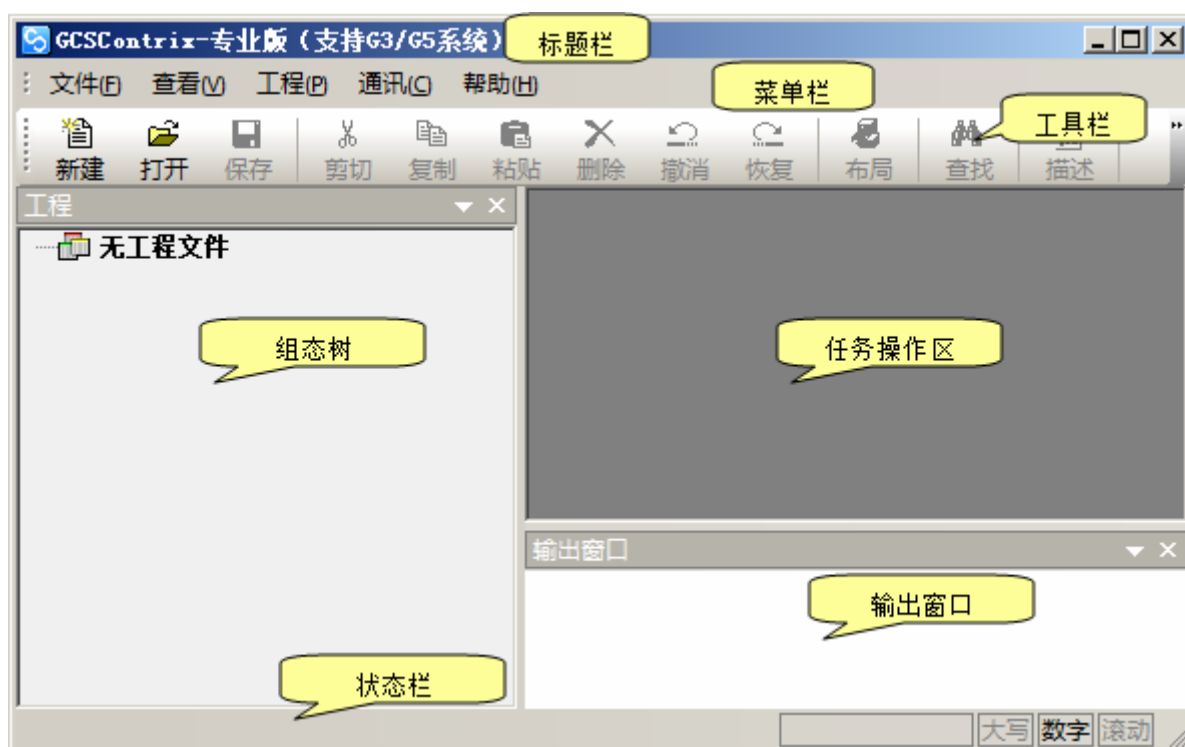 GCSContrix-专业版（支持G3/G5系统）
标题栏
文件(F) 查看(V) 工程(P) 通讯(C) 帮助(H)
菜单栏
工具栏
新建 打开 保存 剪切 复制 粘贴 删除 撤消 恢复 布局 查找 描述
工程
无工程文件
组态树
任务操作区
输出窗口
输出窗口
状态栏
大写 数字 滚动